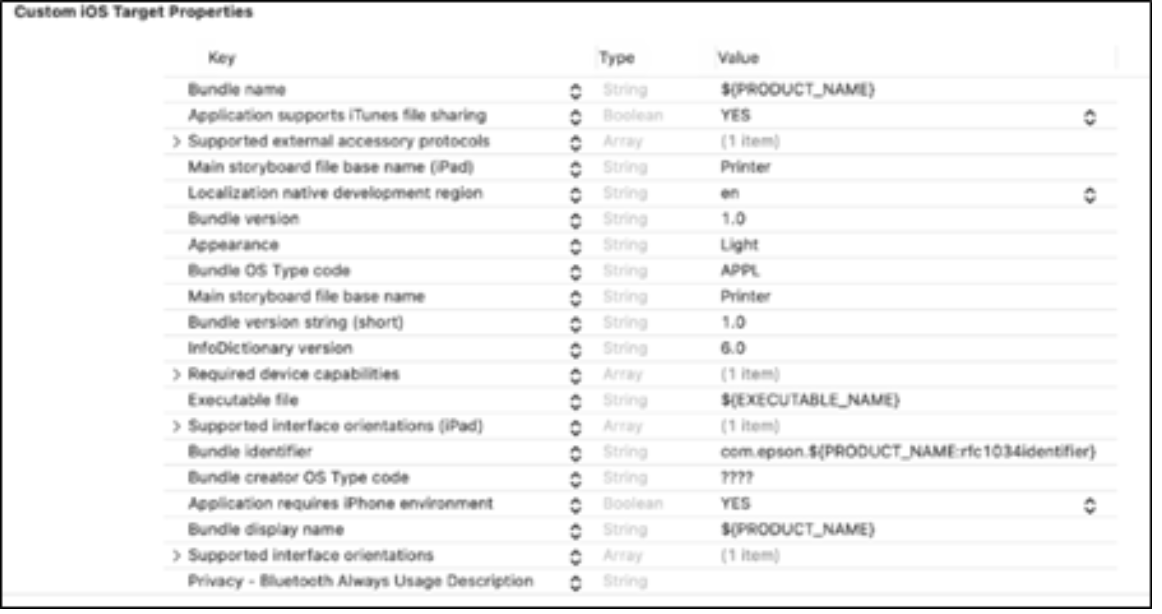 Custom iOS Target Properties
Key Type Value
Bundle name String ${PRODUCT_NAME}
Application supports iTunes file sharing Boolean YES
Supported external accessory protocols Array (1 item)
Main storyboard file base name (iPad) String Printer
Localization native development region String en
Bundle version String 1.0
Appearance String Light
Bundle OS Type code String APPL
Main storyboard file base name String Printer
Bundle version string (short) String 1.0
InfoDictionary version String 6.0
Required device capabilities Array (1 item)
Executable file String ${EXECUTABLE_NAME}
Supported interface orientations (iPad) Array (1 item)
Bundle identifier String com.epson.${PRODUCT_NAME:rfc1034identifier}
Bundle creator OS Type code String ????
Application requires iPhone environment Boolean YES
Bundle display name String ${PRODUCT_NAME}
Supported interface orientations Array (1 item)
Privacy - Bluetooth Always Usage Description String